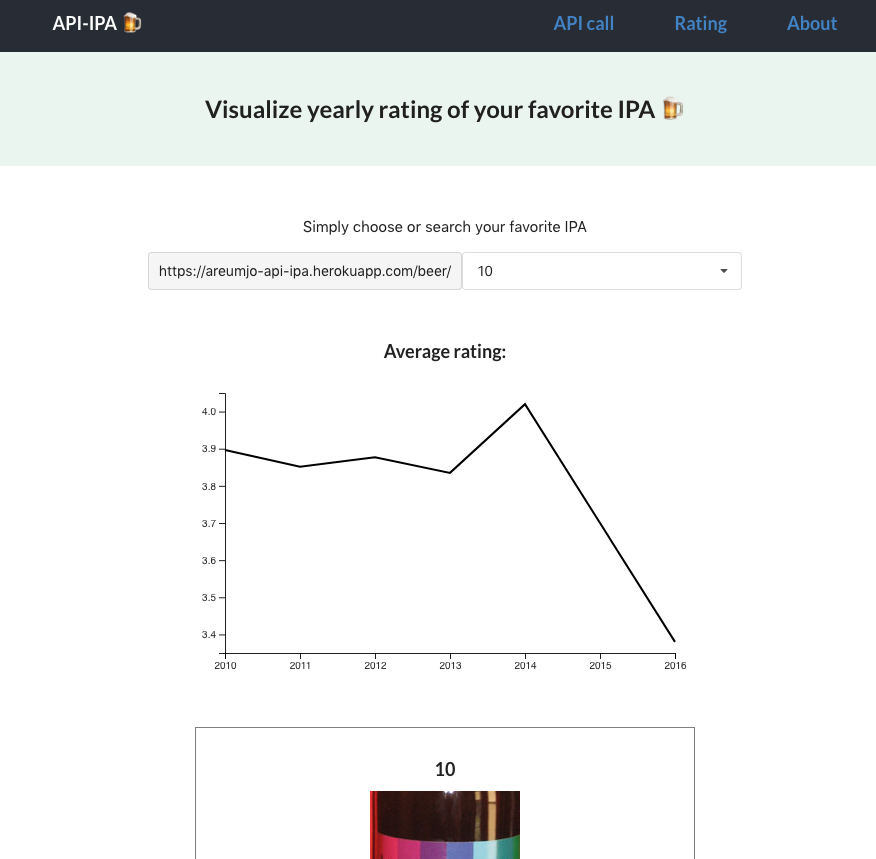 API-IPA 🍺 API call Rating About
Visualize yearly rating of your favorite IPA 🍺
Simply choose or search your favorite IPA
https://areumjo-api-ipa.herokuapp.com/beer/ 10
Average rating:
4.0
3.9
3.8
3.7
3.6
3.5
3.4
2010 2011 2012 2013 2014 2015 2016
10